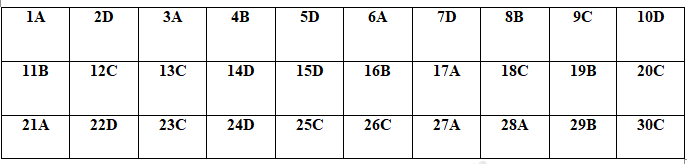 1A 2D 3A 4B 5D 6A 7D 8B 9C 10D
11B 12C 13C 14D 15D 16B 17A 18C 19B 20C
21A 22D 23C 24D 25C 26C 27A 28A 29B 30C